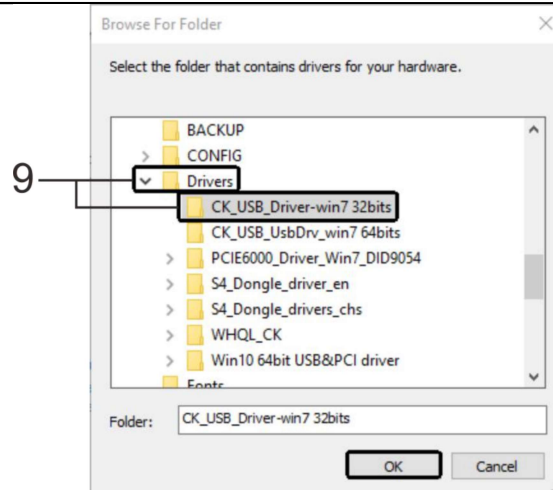 Browse For Folder
Select the folder that contains drivers for your hardware.
BACKUP
CONFIG
9
Drivers
CK_USB_Driver-win7 32bits
CK_USB_UsbDrv_win7 64bits
PCIE6000_Driver_Win7_DID9054
S4_Dongle_driver_en
S4_Dongle_drivers_chs
WHQL_CK
Win10 64bit USB&PCI driver
Fonts
Folder: CK_USB_Driver-win7 32bits
OK Cancel